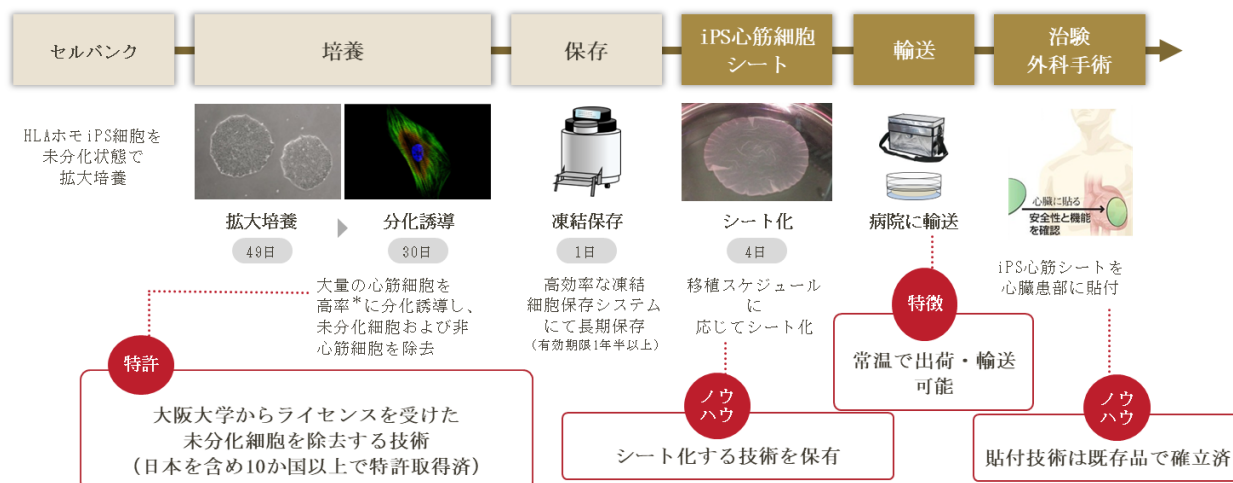 セルバンク
培養
保存
iPS心筋細胞
シート
輸送
治験
外科手術
HLAホモiPS細胞を
未分化状態で
拡大培養
拡大培養
49日
分化誘導
30日
大量の心筋細胞を
高率*に分化誘導し、
未分化細胞および非
心筋細胞を除去
凍結保存
1日
高効率な凍結
細胞保存システム
にて長期保存
(有効期限1年半以上)
シート化
4日
移植スケジュール
に
応じてシート化
病院に輸送
心臓に貼る
安全性と機能
を確認
iPS心筋シートを
心臓患部に貼付
特許
大阪大学からライセンスを受けた
未分化細胞を除去する技術
(日本を含め10か国以上で特許取得済)
ノウ
ハウ
シート化する技術を保有
特徴
常温で出荷・輸送
可能
ノウ
ハウ
貼付技術は既存品で確立済